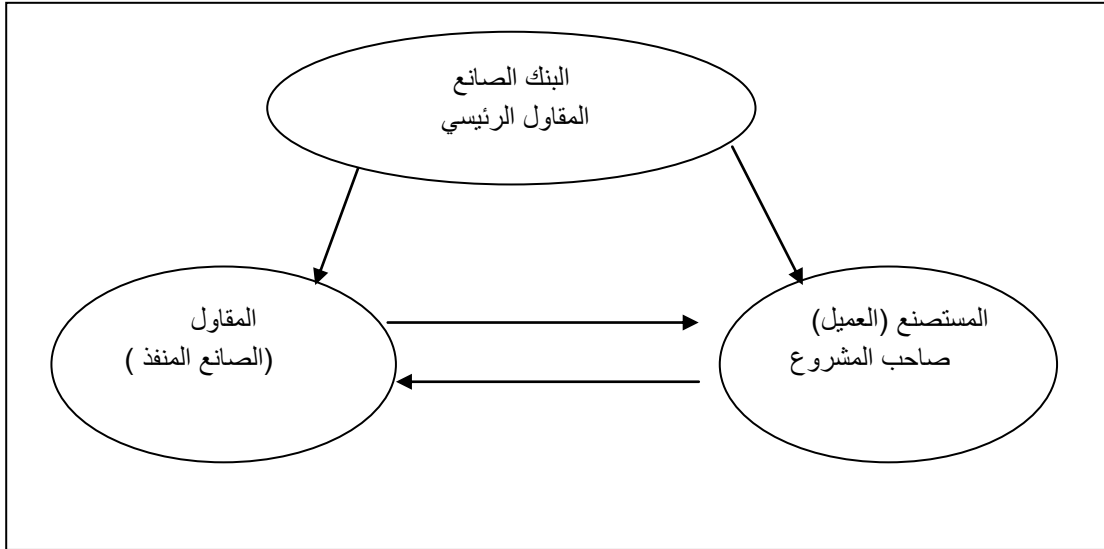 البنك الصانع
المقاول الرئيسي
المستصنع (العميل)
صاحب المشروع
المقاول
(الصانع المنفذ )